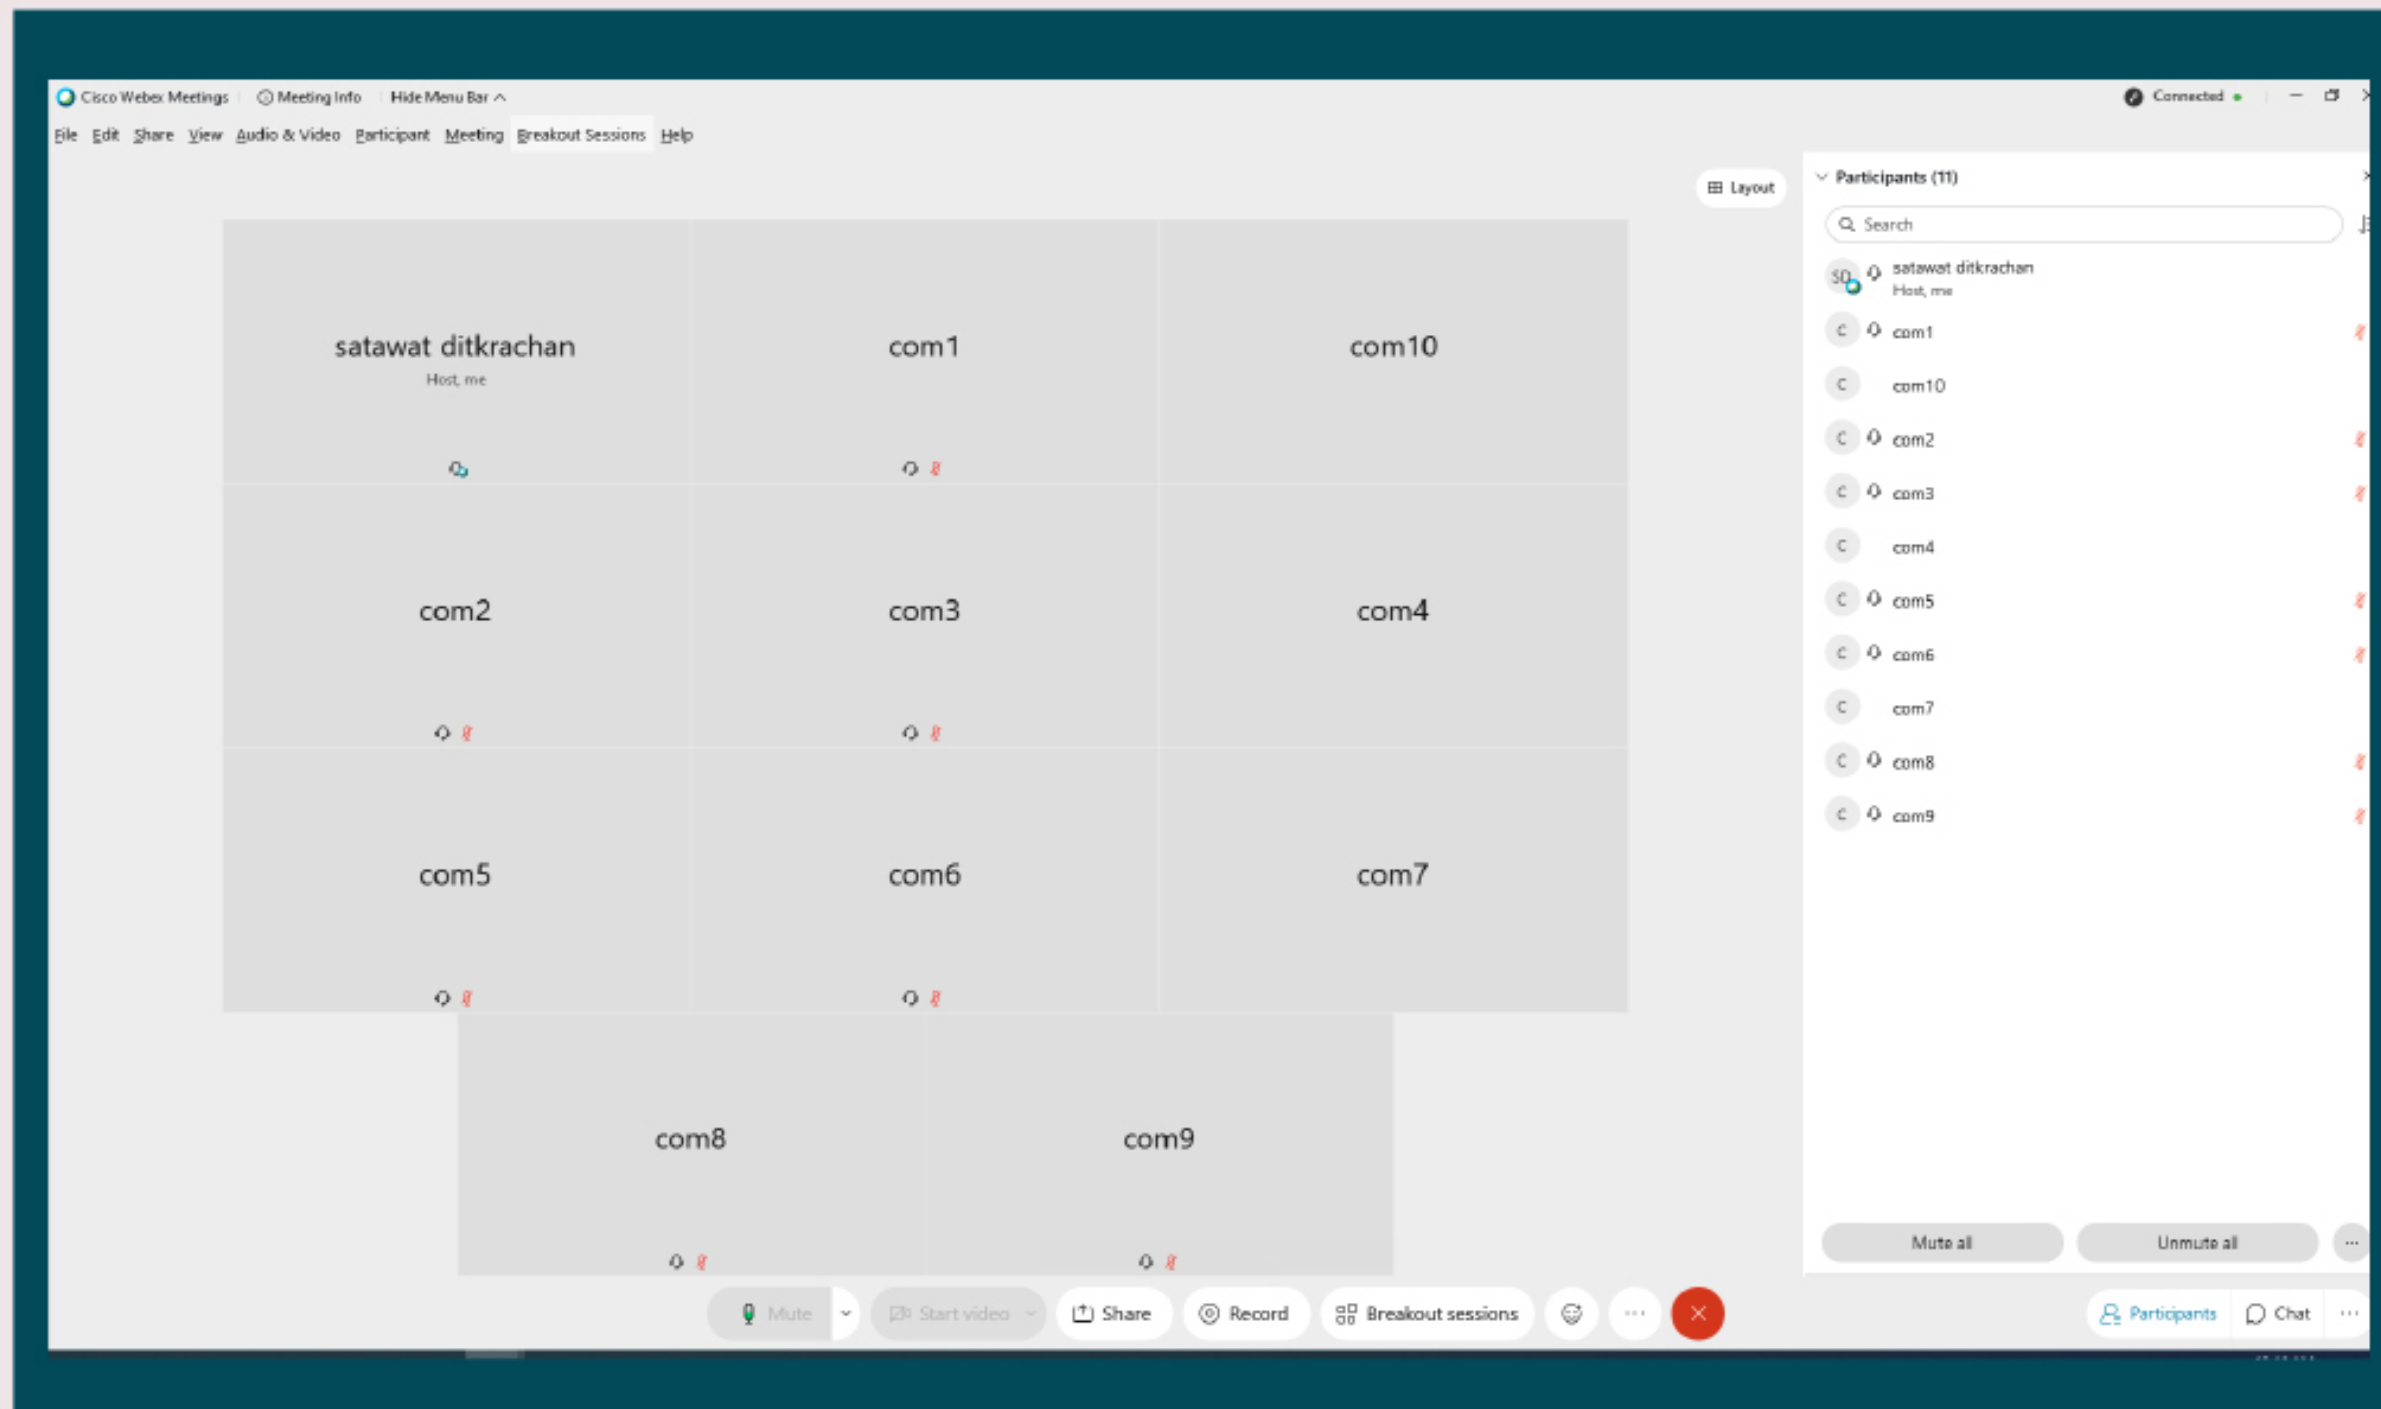 Cisco Webex Meetings Meeting Info Hide Menu Bar Connected
File Edit Share View Audio & Video Participant Meeting Breakout Sessions Help
Layout
satawat ditkrachan
Host, me
com1
com10
com2
com3
com4
com5
com6
com7
com8
com9
Participants (11)
Search
SD satawat ditkrachan
Host, me
C com1
C com10
C com2
C com3
C com4
C com5
C com6
C com7
C com8
C com9
Mute all Unmute all
Mute Start video Share Record Breakout sessions
Participants Chat